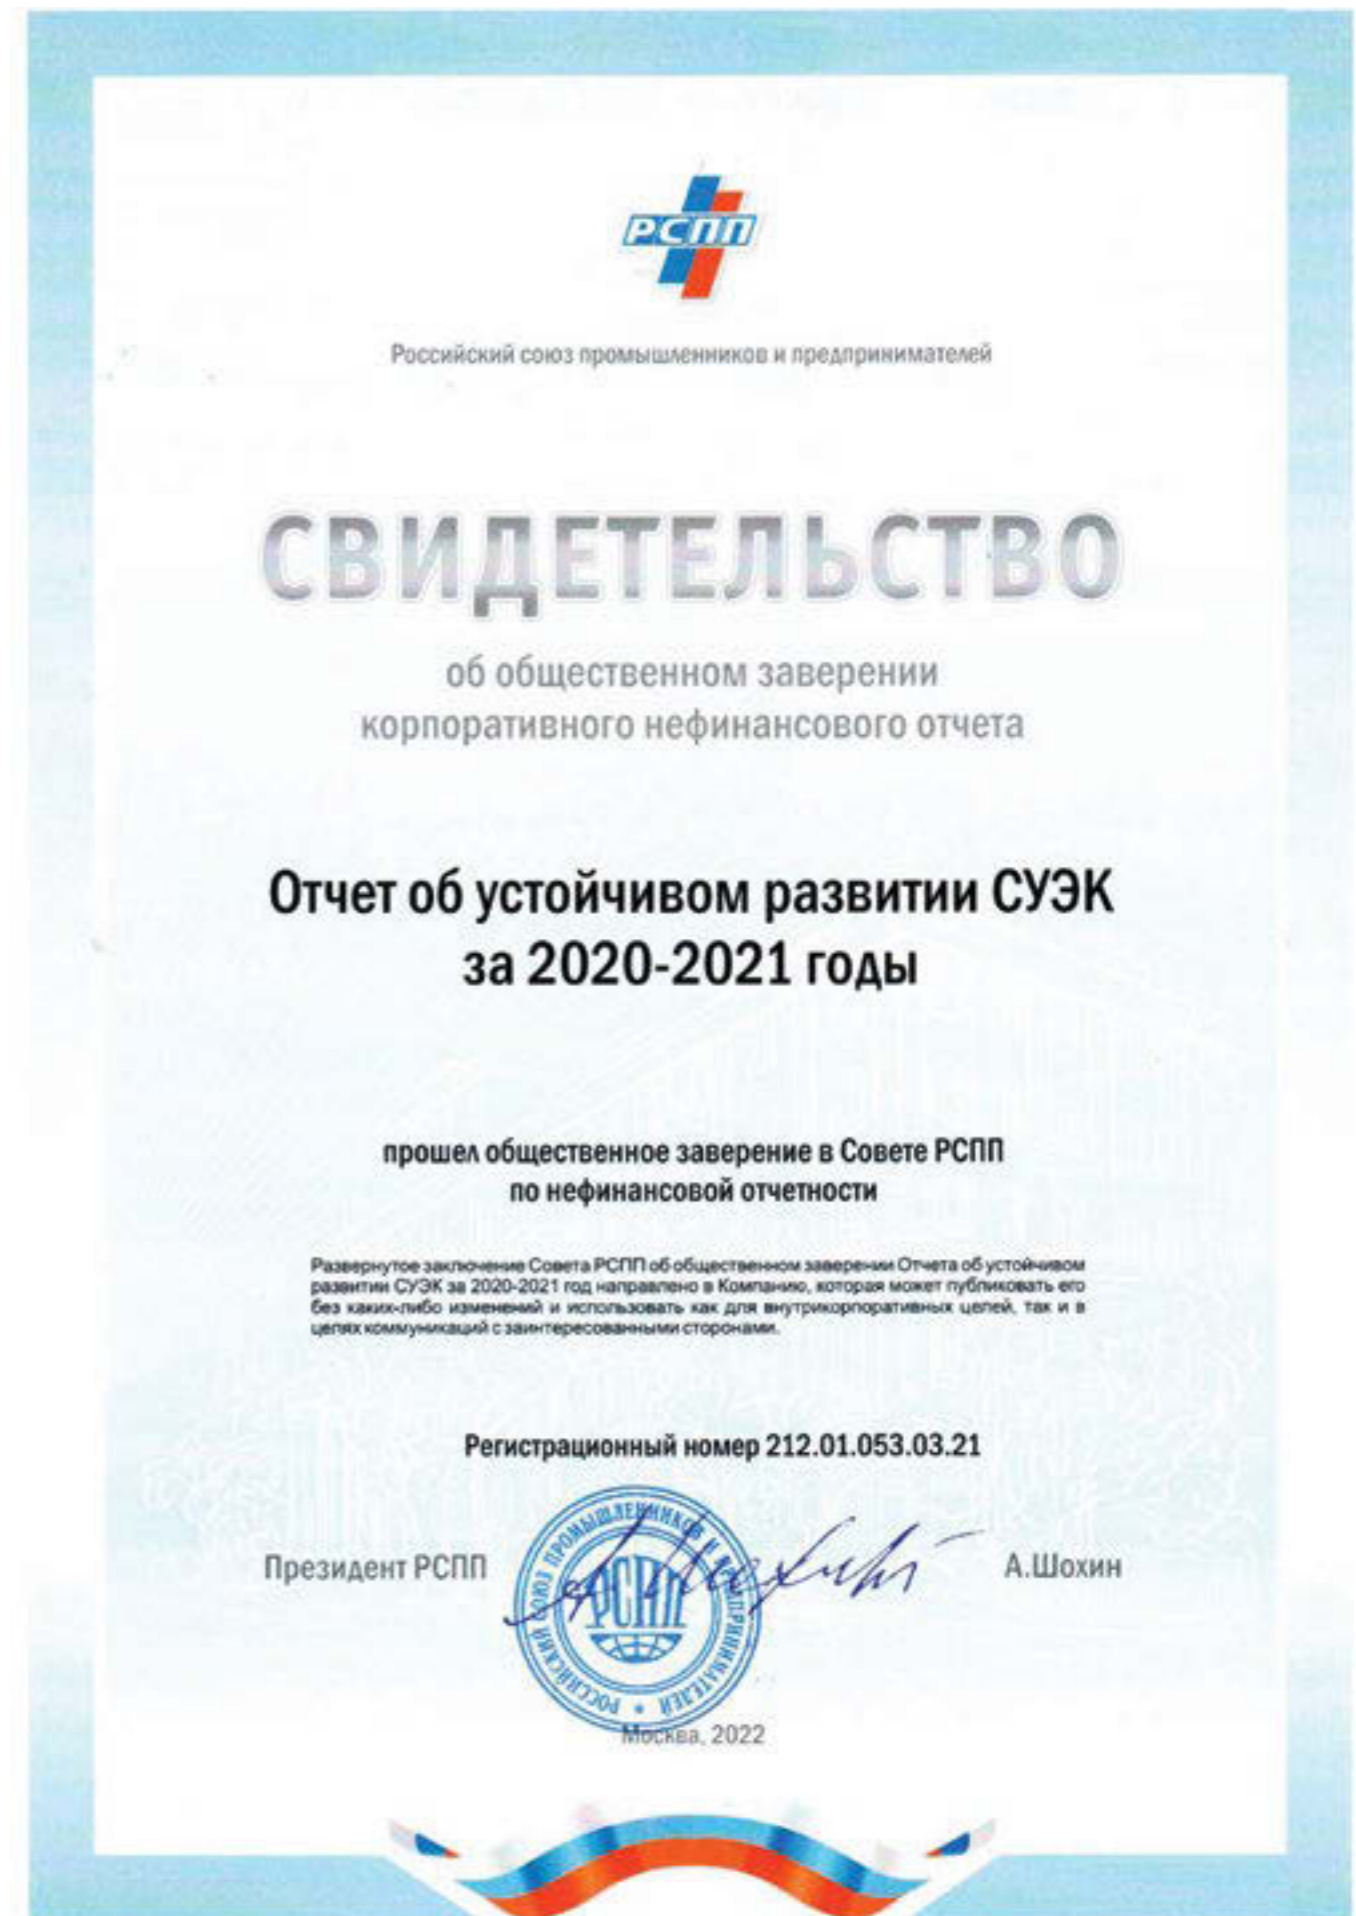 РСПП
Российский союз промышленников и предпринимателей
СВИДЕТЕЛЬСТВО
об общественном заверении
корпоративного нефинансового отчета
Отчет об устойчивом развитии СУЭК
за 2020-2021 годы
прошел общественное заверение в Совете РСПП
по нефинансовой отчетности
Развернутое заключение Совета РСПП об общественном заверении Отчета об устойчивом
развитии СУЭК за 2020-2021 год направлено в Компанию, которая может публиковать его
без каких-либо изменений и использовать как для внутрикорпоративных целей, так и в
целях коммуникаций с заинтересованными сторонами.
Регистрационный номер 212.01.053.03.21
Президент РСПП
РОССИЙСКИЙ СОЮЗ ПРОМЫШЛЕННИКОВ И ПРЕДПРИНИМАТЕЛЕЙ
РСПП
А.Шохин
Москва, 2022